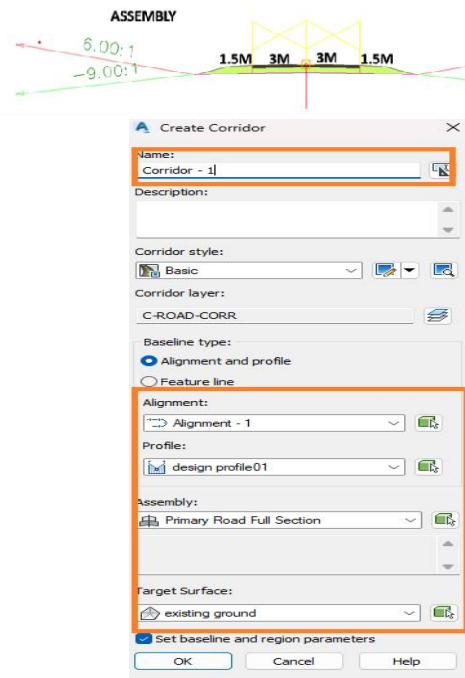 ASSEMBLY
6.00:1
-9.00:1
1.5M 3M 3M 1.5M
Create Corridor
Name:
Corridor - 1
Description:
Corridor style:
Basic
Corridor layer:
C-ROAD-CORR
Baseline type:
Alignment and profile
Feature line
Alignment:
Alignment - 1
Profile:
design profile01
Assembly:
Primary Road Full Section
Target Surface:
existing ground
Set baseline and region parameters
OK Cancel Help